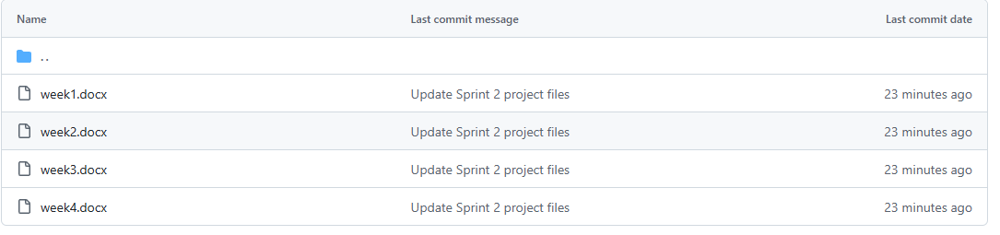 Name Last commit message Last commit date
..
week1.docx Update Sprint 2 project files 23 minutes ago
week2.docx Update Sprint 2 project files 23 minutes ago
week3.docx Update Sprint 2 project files 23 minutes ago
week4.docx Update Sprint 2 project files 23 minutes ago